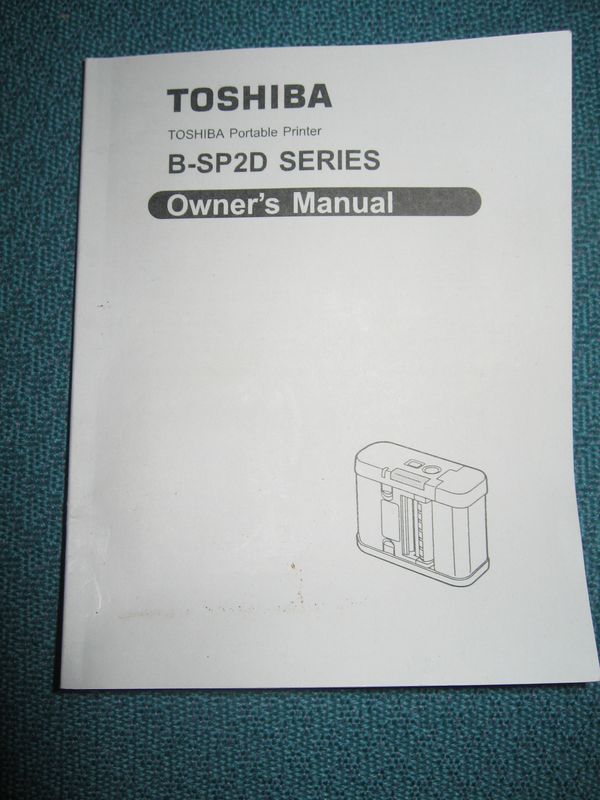 TOSHIBA
TOSHIBA Portable Printer
B-SP2D SERIES
Owner's Manual